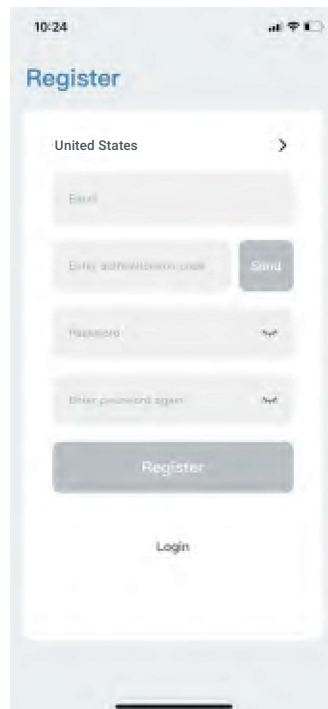 10:24
Register
United States
Email
Enter authentication code
Send
Password
Enter password again
Register
Login